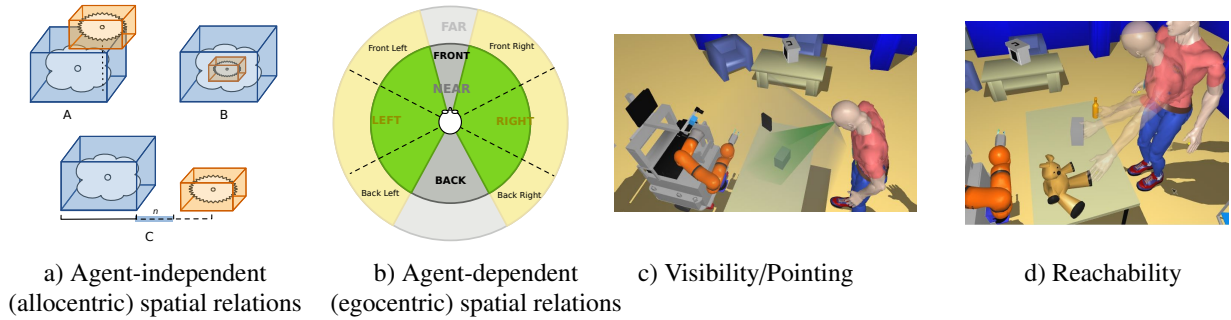 A
B
n
C
FAR
Front Left
Front Right
FRONT
NEAR
LEFT
RIGHT
Back Left
BACK
Back Right
a) Agent-independent
(allocentric) spatial relations
b) Agent-dependent
(egocentric) spatial relations
c) Visibility/Pointing
d) Reachability